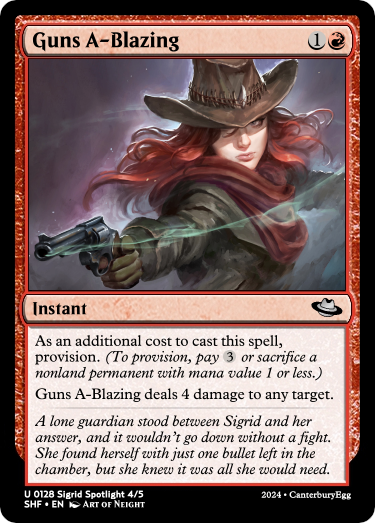 Guns A-Blazing 1
Instant
As an additional cost to cast this spell,
provision. (To provision, pay 3 or sacrifice a
nonland permanent with mana value 1 or less.)
Guns A-Blazing deals 4 damage to any target.
A lone guardian stood between Sigrid and her
answer, and it wouldn't go down without a fight.
She found herself with just one bullet left in the
chamber, but she knew it was all she would need.
U 0128 Sigrid Spotlight 4/5
SHF • EN Art of Neight
2024 • CanterburyEgg